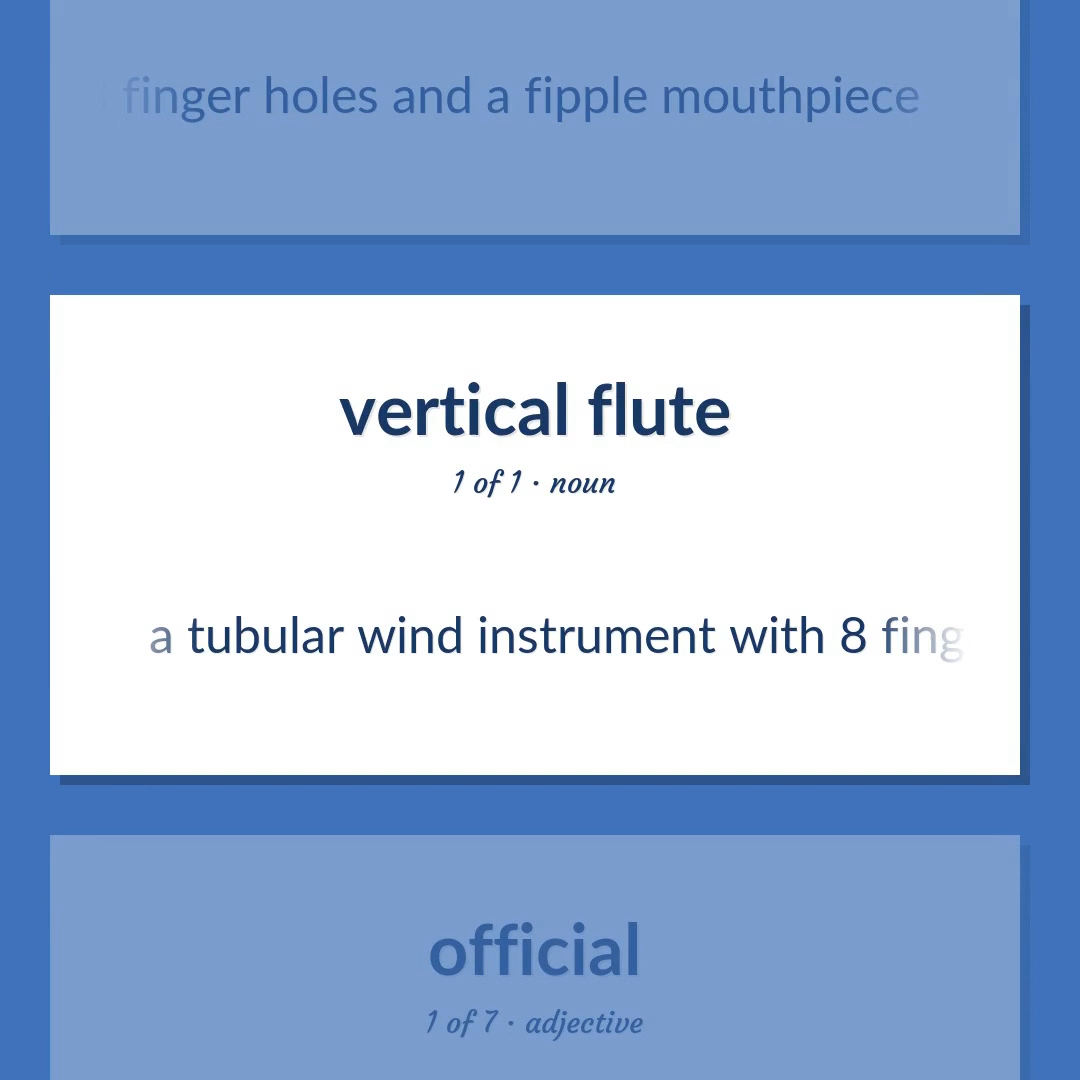 finger holes and a fipple mouthpiece
vertical flute
1 of 1 · noun
a tubular wind instrument with 8 fing
official
1 of 7 · adjective